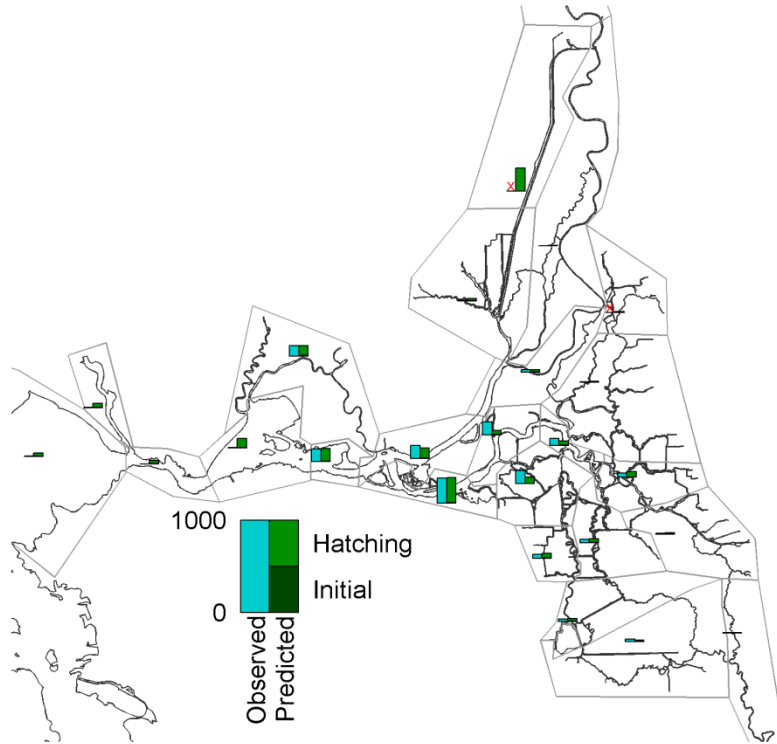 X
X
1000
Hatching
Initial
0
Observed
Predicted